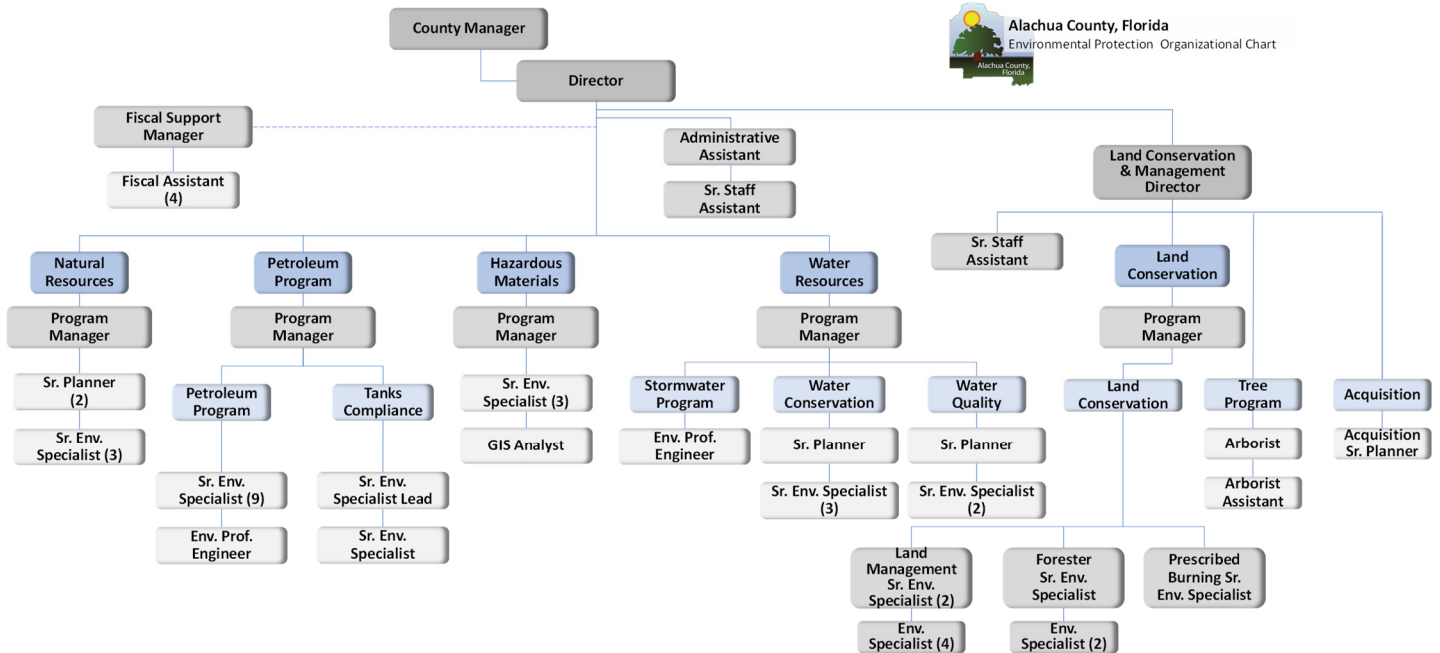 County Manager
Alachua County, Florida
Environmental Protection Organizational Chart
Alachua County,
Florida
Director
Fiscal Support
Manager
Fiscal Assistant
(4)
Administrative
Assistant
Sr. Staff
Assistant
Land Conservation
& Management
Director
Sr. Staff
Assistant
Natural
Resources
Program
Manager
Sr. Planner
(2)
Sr. Env.
Specialist (3)
Petroleum
Program
Program
Manager
Petroleum
Program
Sr. Env.
Specialist (9)
Env. Prof.
Engineer
Tanks
Compliance
Sr. Env.
Specialist Lead
Sr. Env.
Specialist
Hazardous
Materials
Program
Manager
Sr. Env.
Specialist (3)
GIS Analyst
Water
Resources
Program
Manager
Stormwater
Program
Env. Prof.
Engineer
Water
Conservation
Sr. Planner
Sr. Env. Specialist
(3)
Water
Quality
Sr. Planner
Sr. Env. Specialist
(2)
Land
Conservation
Program
Manager
Land
Conservation
Land
Management
Sr. Env.
Specialist (2)
Env.
Specialist (4)
Forester
Sr. Env.
Specialist
Env.
Specialist (2)
Prescribed
Burning Sr.
Env. Specialist
Tree
Program
Arborist
Arborist
Assistant
Acquisition
Acquisition
Sr. Planner